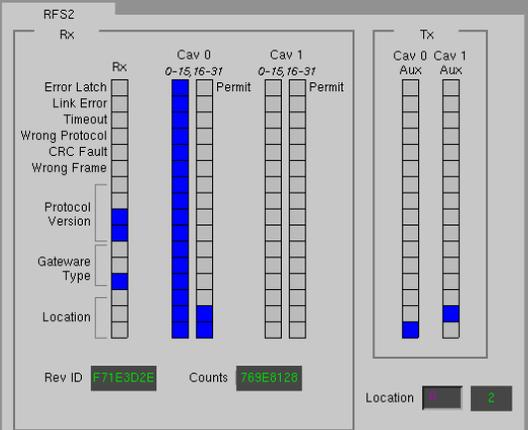 RFS2
Rx
Tx
Rx
Cav 0
0-15,16-31
Cav 1
0-15,16-31
Cav 0
Aux
Cav 1
Aux
Error Latch
Permit
Permit
Link Error
Timeout
Wrong Protocol
CRC Fault
Wrong Frame
Protocol
Version
Gateware
Type
Location
Rev ID F71E3D2E
Counts 769E8128
Location
2